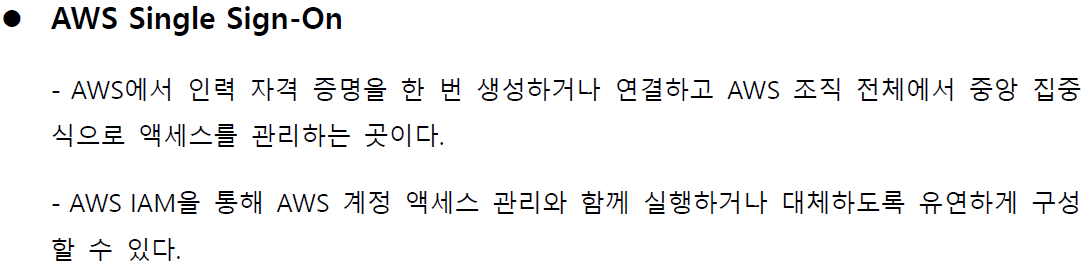 ● AWS Single Sign-On
- AWS에서 인력 자격 증명을 한 번 생성하거나 연결하고 AWS 조직 전체에서 중앙 집중
식으로 액세스를 관리하는 곳이다.
- AWS IAM을 통해 AWS 계정 액세스 관리와 함께 실행하거나 대체하도록 유연하게 구성
할 수 있다.